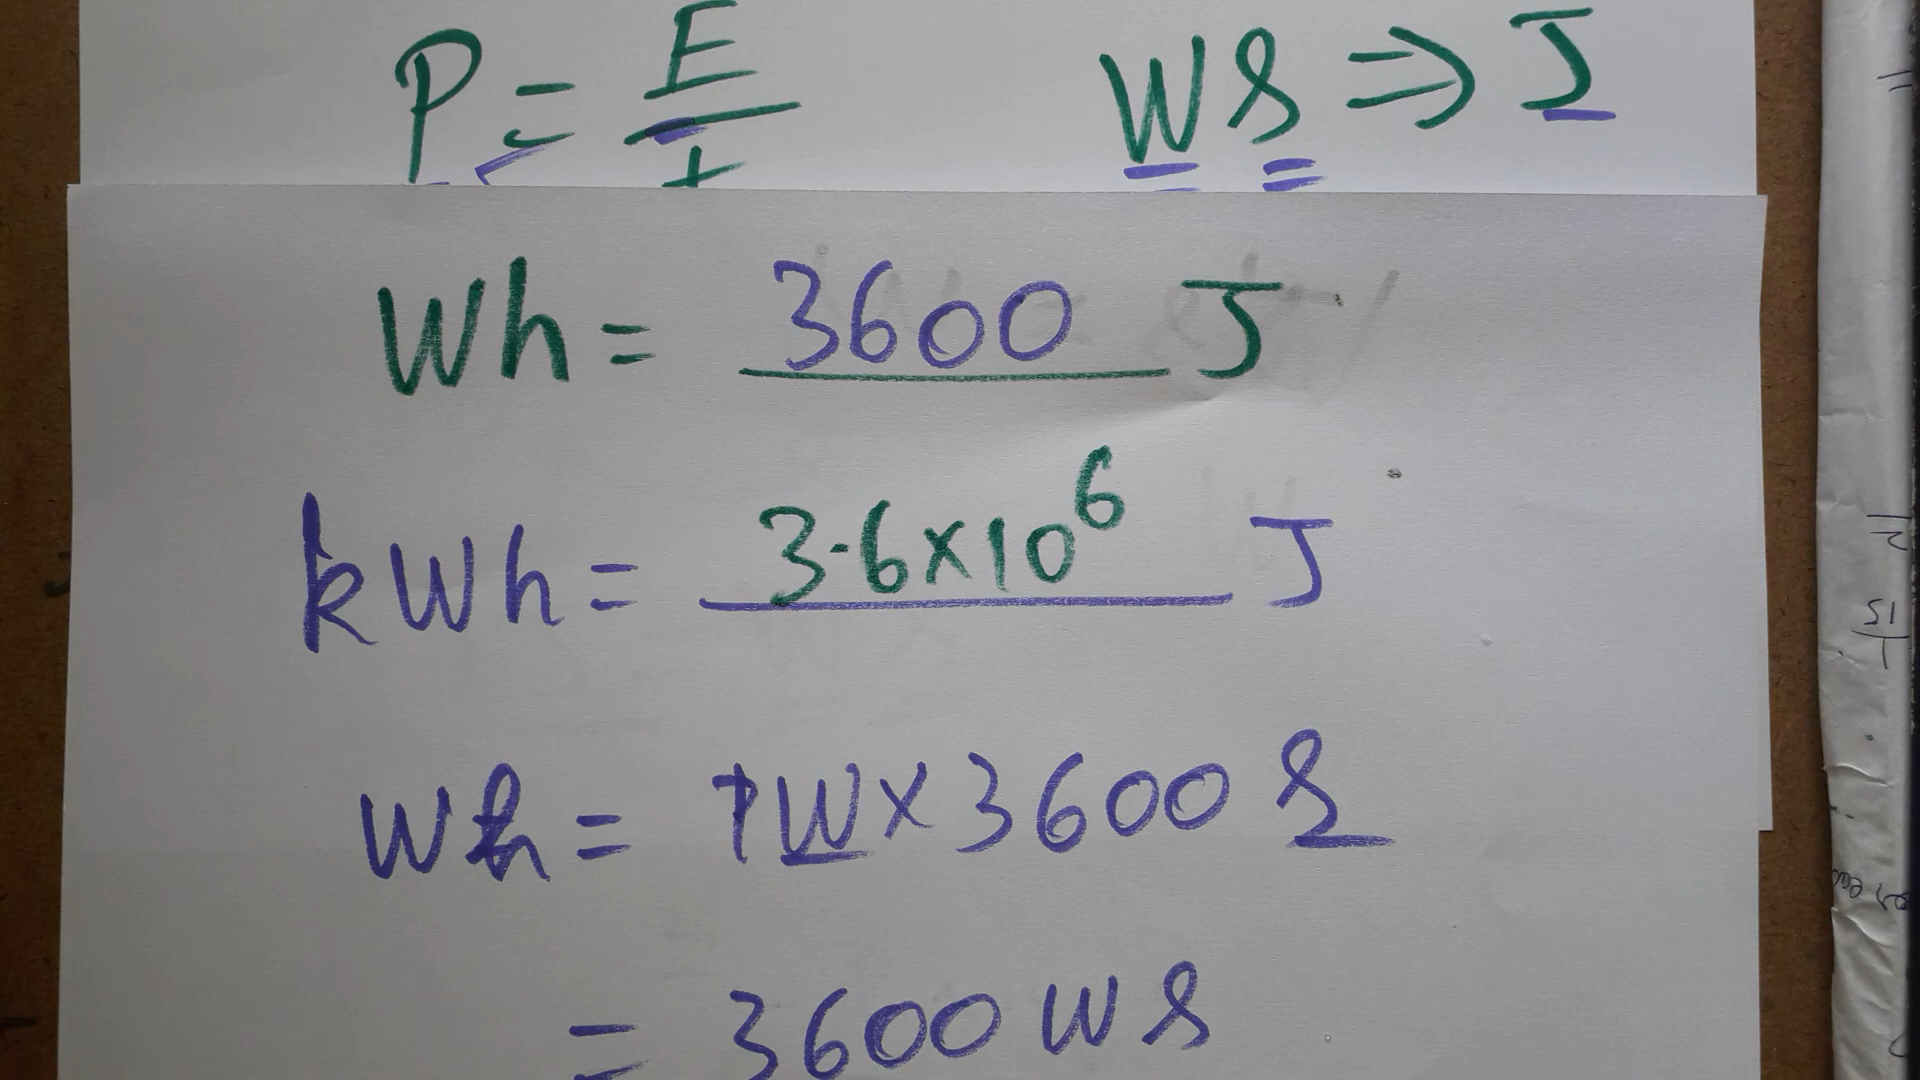 P = E/t
Ws ⇒ J
Wh = 3600 J
kWh = 3.6×10⁶ J
Wh = 1W × 3600 s
= 3600 Ws